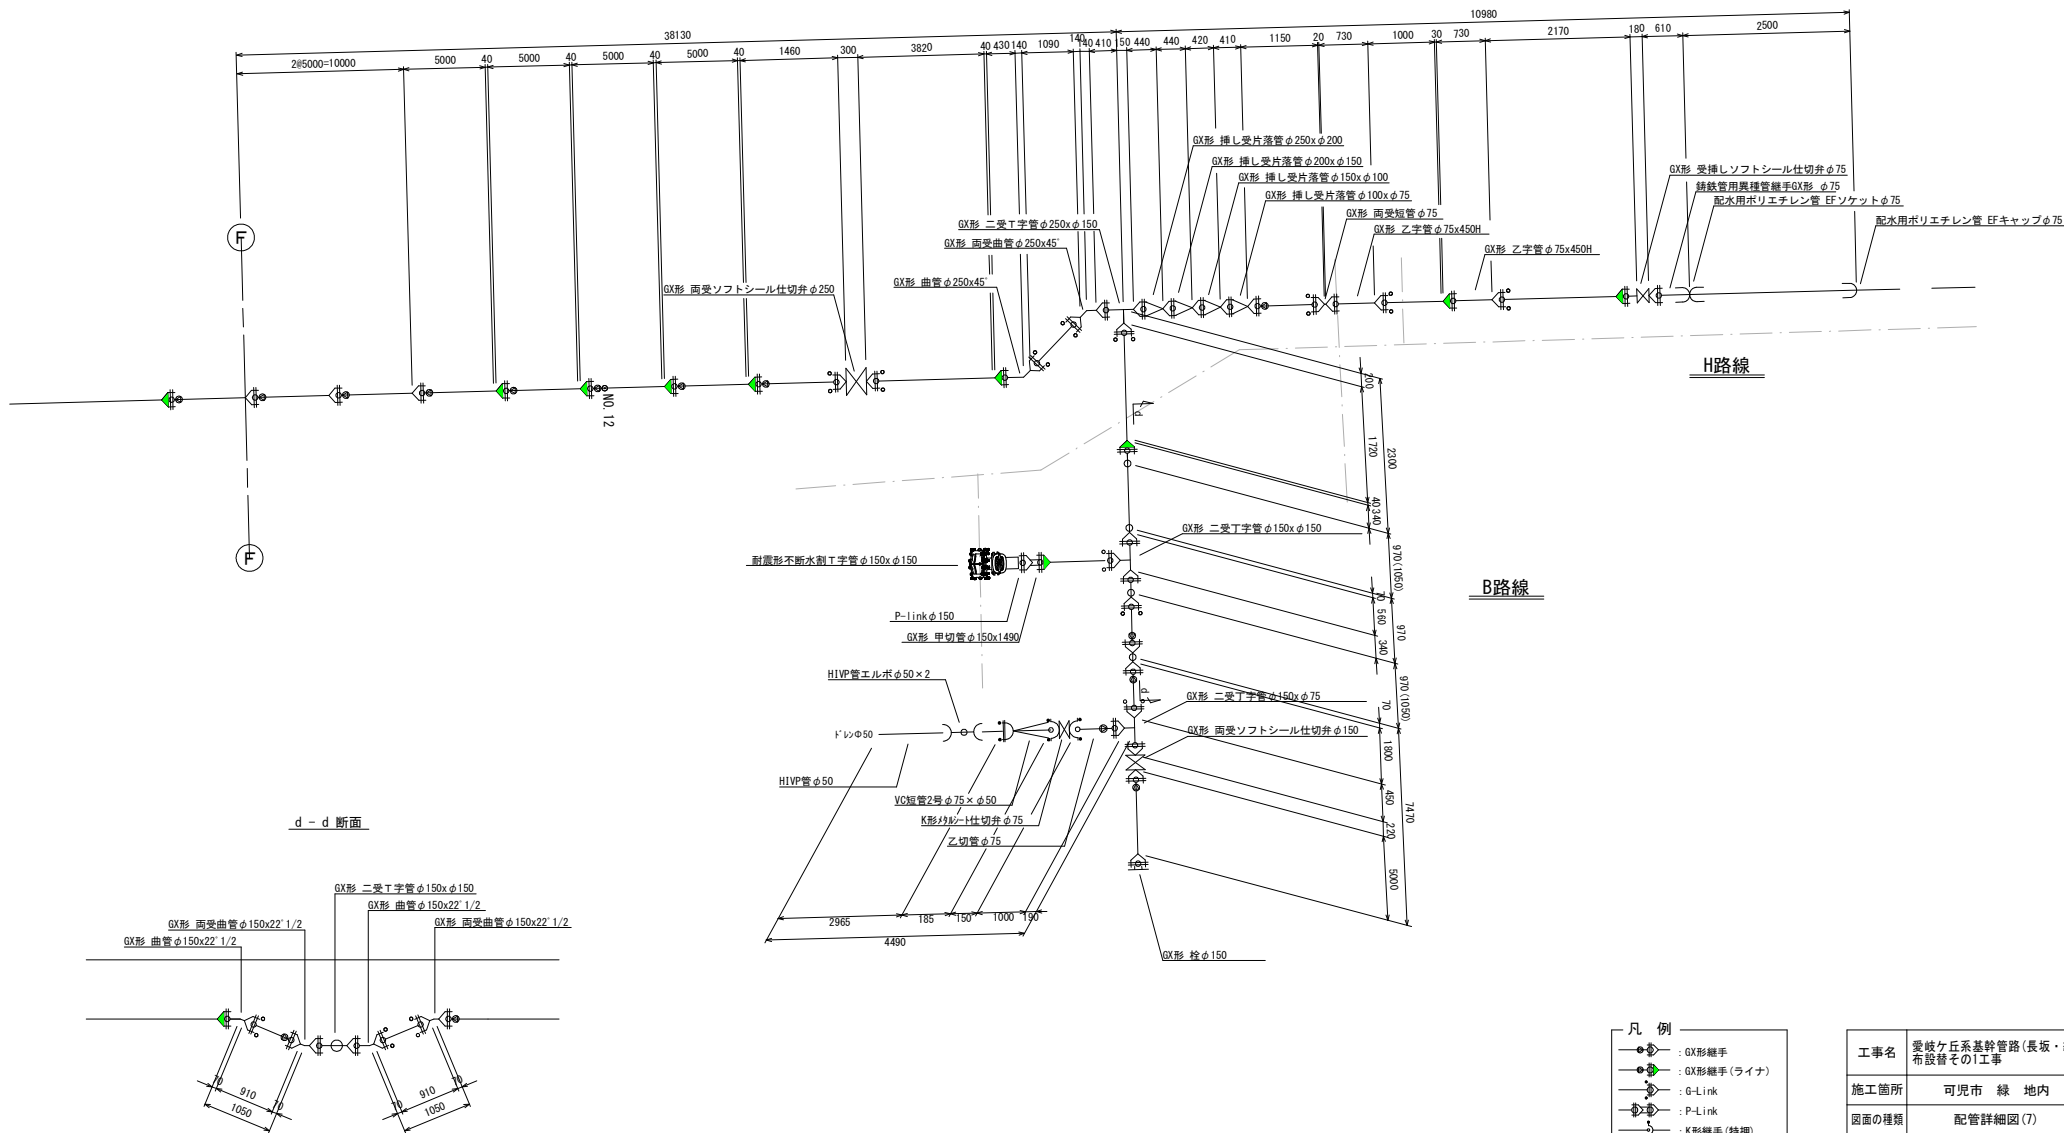 10980
38130
2@5000=10000
5000
40
5000
40
5000
40
5000
40
1460
300
3820
40
430
140
1090
140
140
410
150
440
440
420
410
1150
20
730
1000
30
730
2170
180
610
2500
GX形 挿し受片落管φ250xφ200
GX形 挿し受片落管φ200xφ150
GX形 挿し受片落管φ150xφ100
GX形 挿し受片落管φ100xφ75
GX形 両受短管φ75
GX形 乙字管φ75x450H
GX形 乙字管φ75x450H
GX形 受挿しソフトシール仕切弁φ75
鋳鉄管用異種管継手GX形 φ75
配水用ポリエチレン管 EFソケットφ75
配水用ポリエチレン管 EFキャップφ75
GX形 二受T字管φ250xφ150
GX形 両受曲管φ250x45°
GX形 曲管φ250x45°
GX形 両受ソフトシール仕切弁φ250
F
F
NO.12
H路線
B路線
d
d
200
1720
40
340
2300
970(1050)
70
560
340
970
970(1050)
70
1800
450
220
5000
7470
GX形 二受丁字管φ150xφ150
耐震形不断水割T字管φ150xφ150
P-linkφ150
GX形 甲切管φ150x1490
HIVP管エルボφ50×2
ドレンΦ50
HIVP管φ50
VC短管2号φ75×φ50
K形メタルシート仕切弁φ75
乙切管φ75
GX形 二受丁字管φ150xφ75
GX形 両受ソフトシール仕切弁φ150
GX形 栓φ150
2965
185
150
1000
190
4490
d - d 断面
GX形 二受T字管φ150xφ150
GX形 曲管φ150x22°1/2
GX形 両受曲管φ150x22°1/2
GX形 両受曲管φ150x22°1/2
GX形 曲管φ150x22°1/2
70
910
70
1050
70
910
70
1050
凡 例
: GX形継手
: GX形継手(ライナ)
: G-Link
: P-Link
: K形継手(特押)
工事名
愛岐ケ丘系基幹管路(長坂・
布設替その1工事
施工箇所
可児市 緑 地内
図面の種類
配管詳細図(7)